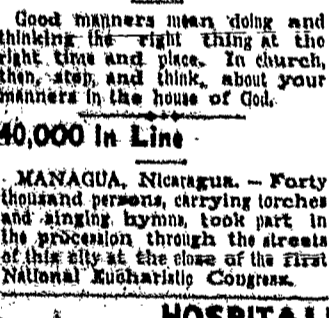 Good manners mean doing and
thinking the right thing at the
right time and place. In church,
then, stop, and think, about your
manners in the house of God.
40,000 In Line
MANAGUA, Nicaragua. — Forty
thousand persons, carrying torches
and singing hymns, took part in
the procession through the streets
of this city at the close of the First
National Eucharistic Congress.